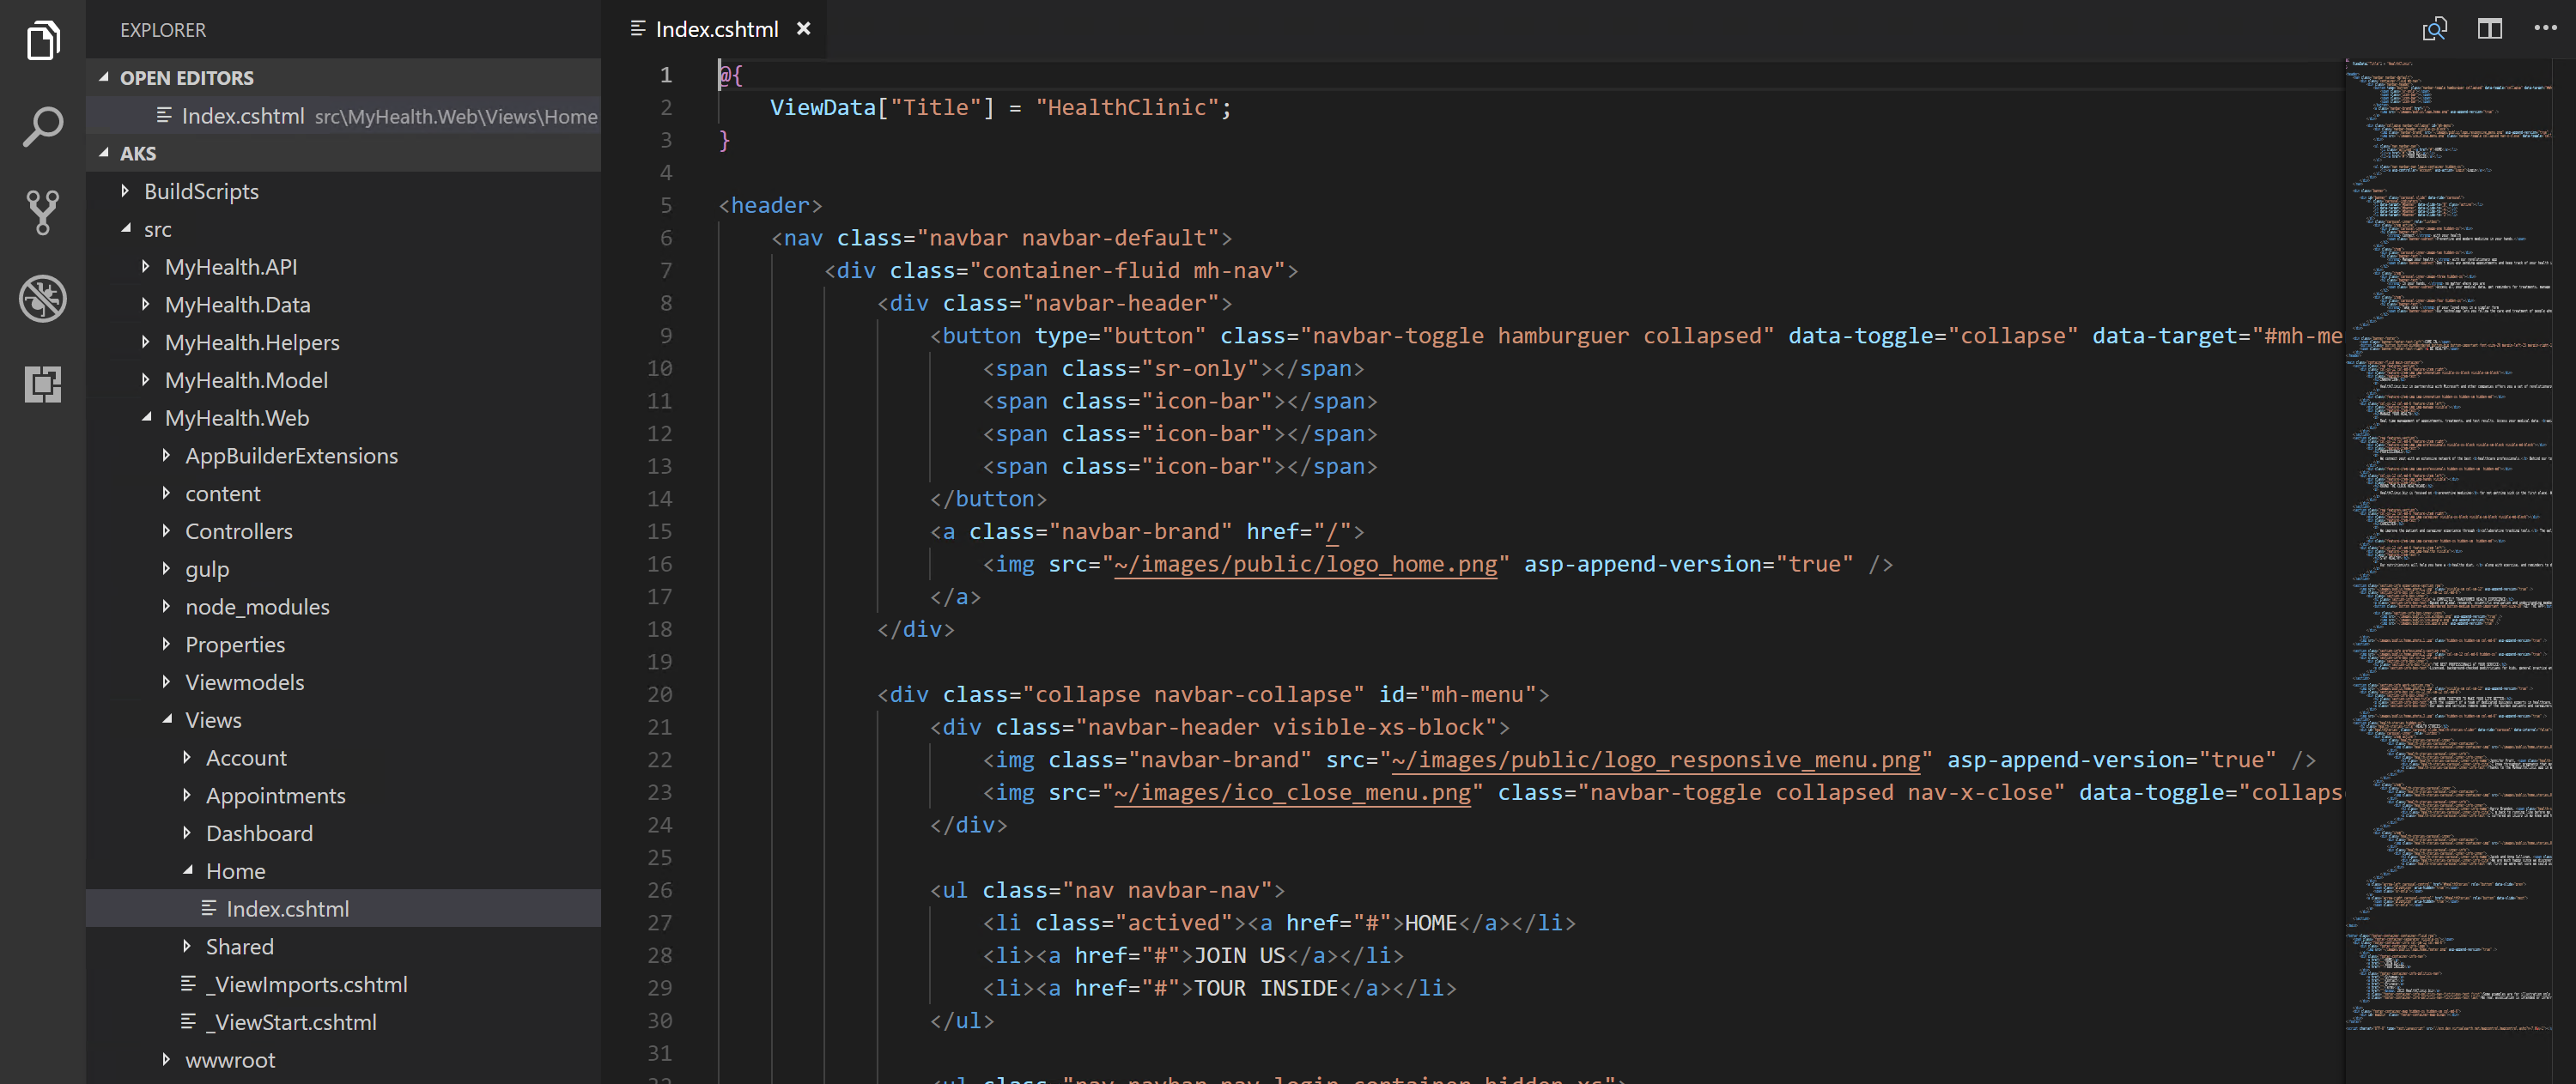 EXPLORER
OPEN EDITORS
Index.cshtml src\MyHealth.Web\Views\Home
AKS
BuildScripts
src
MyHealth.API
MyHealth.Data
MyHealth.Helpers
MyHealth.Model
MyHealth.Web
AppBuilderExtensions
content
Controllers
gulp
node_modules
Properties
Viewmodels
Views
Account
Appointments
Dashboard
Home
Index.cshtml
Shared
_ViewImports.cshtml
_ViewStart.cshtml
wwwroot
Index.cshtml
1 @{
2 ViewData["Title"] = "HealthClinic";
3 }
4
5 <header>
6 <nav class="navbar navbar-default">
7 <div class="container-fluid mh-nav">
8 <div class="navbar-header">
9 <button type="button" class="navbar-toggle hamburguer collapsed" data-toggle="collapse" data-target="#mh-me
10 <span class="sr-only"></span>
11 <span class="icon-bar"></span>
12 <span class="icon-bar"></span>
13 <span class="icon-bar"></span>
14 </button>
15 <a class="navbar-brand" href="/">
16 <img src="~/images/public/logo_home.png" asp-append-version="true" />
17 </a>
18 </div>
19
20 <div class="collapse navbar-collapse" id="mh-menu">
21 <div class="navbar-header visible-xs-block">
22 <img class="navbar-brand" src="~/images/public/logo_responsive_menu.png" asp-append-version="true" />
23 <img src="~/images/ico_close_menu.png" class="navbar-toggle collapsed nav-x-close" data-toggle="collaps
24 </div>
25
26 <ul class="nav navbar-nav">
27 <li class="actived"><a href="#">HOME</a></li>
28 <li><a href="#">JOIN US</a></li>
29 <li><a href="#">TOUR INSIDE</a></li>
30 </ul>
31
32 <ul class="nav navbar-nav login-container hidden-xs">